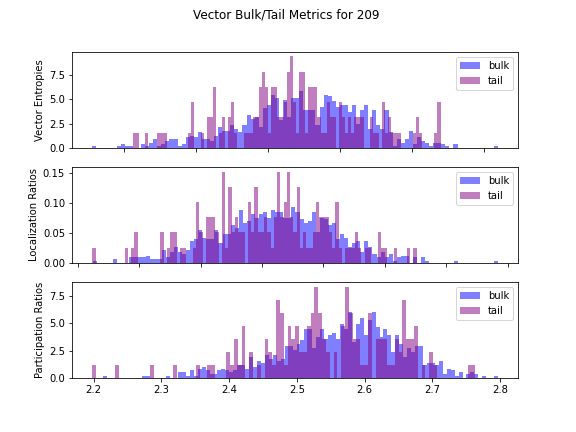 Vector Bulk/Tail Metrics for 209
Vector Entropies
7.5
5.0
2.5
0.0
bulk
tail
Localization Ratios
0.15
0.10
0.05
0.00
bulk
tail
Participation Ratios
7.5
5.0
2.5
0.0
bulk
tail
2.2 2.3 2.4 2.5 2.6 2.7 2.8